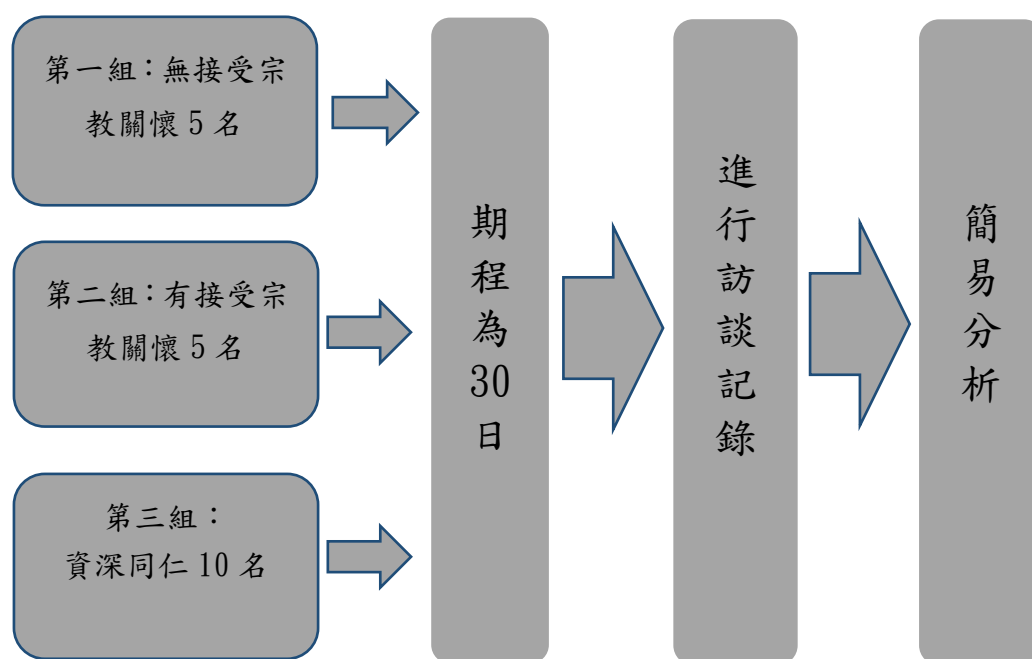 第一組：無接受宗
教關懷 5 名
第二組：有接受宗
教關懷 5 名
第三組：
資深同仁 10 名
期程為30日
進行訪談記錄
簡易分析